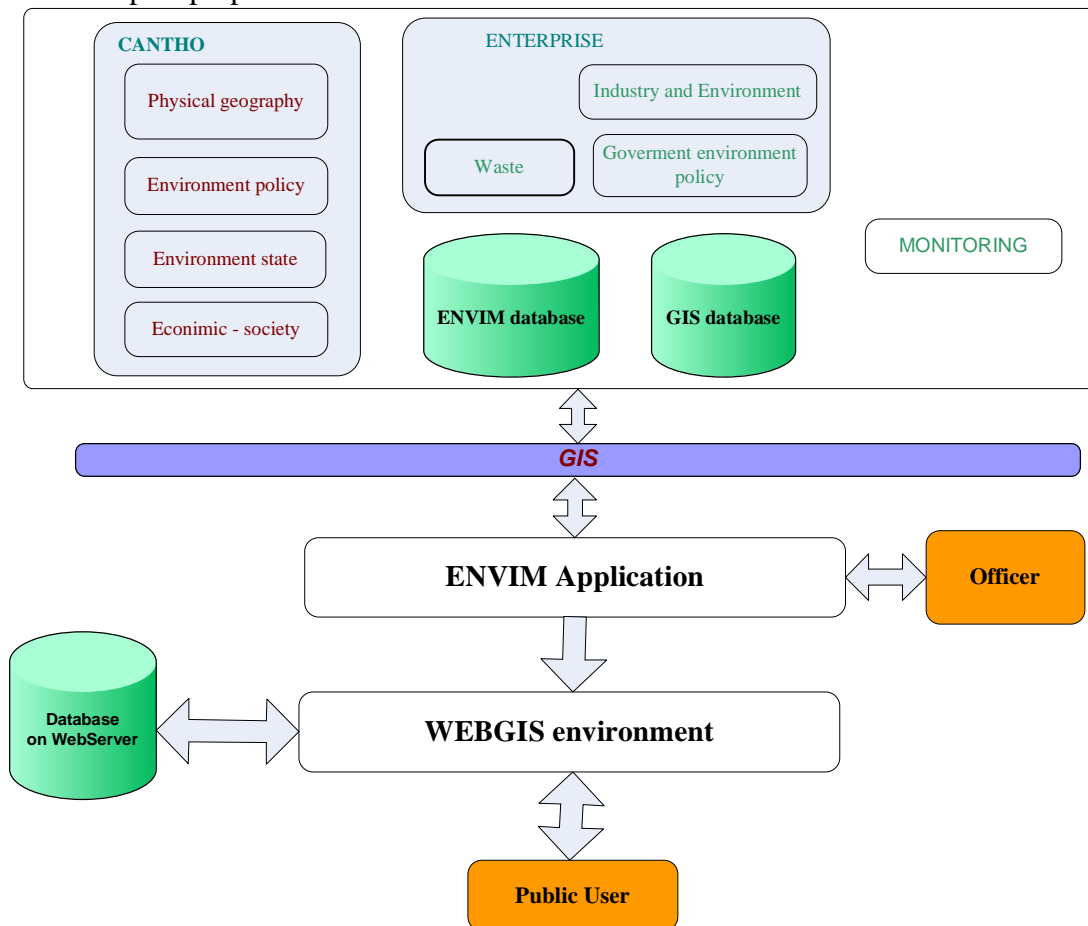 CANTHO
Physical geography
Environment policy
Environment state
Econimic - society
ENTERPRISE
Industry and Environment
Waste
Goverment environment
policy
ENVIM database
GIS database
MONITORING
GIS
ENVIM Application
Officer
Database
on WebServer
WEBGIS environment
Public User